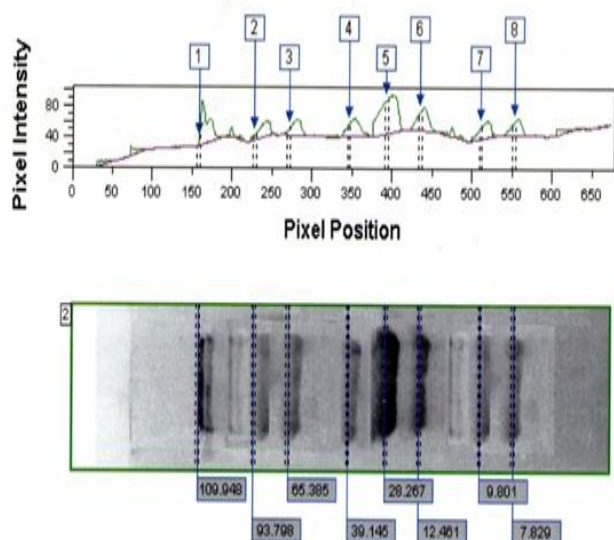 1 2 3 4 5 6 7 8
Pixel Intensity
80
40
0
0 50 100 150 200 250 300 350 400 450 500 550 600 650
Pixel Position
2
109.948 65.385 28.267 9.801
93.798 39.145 12.461 7.829